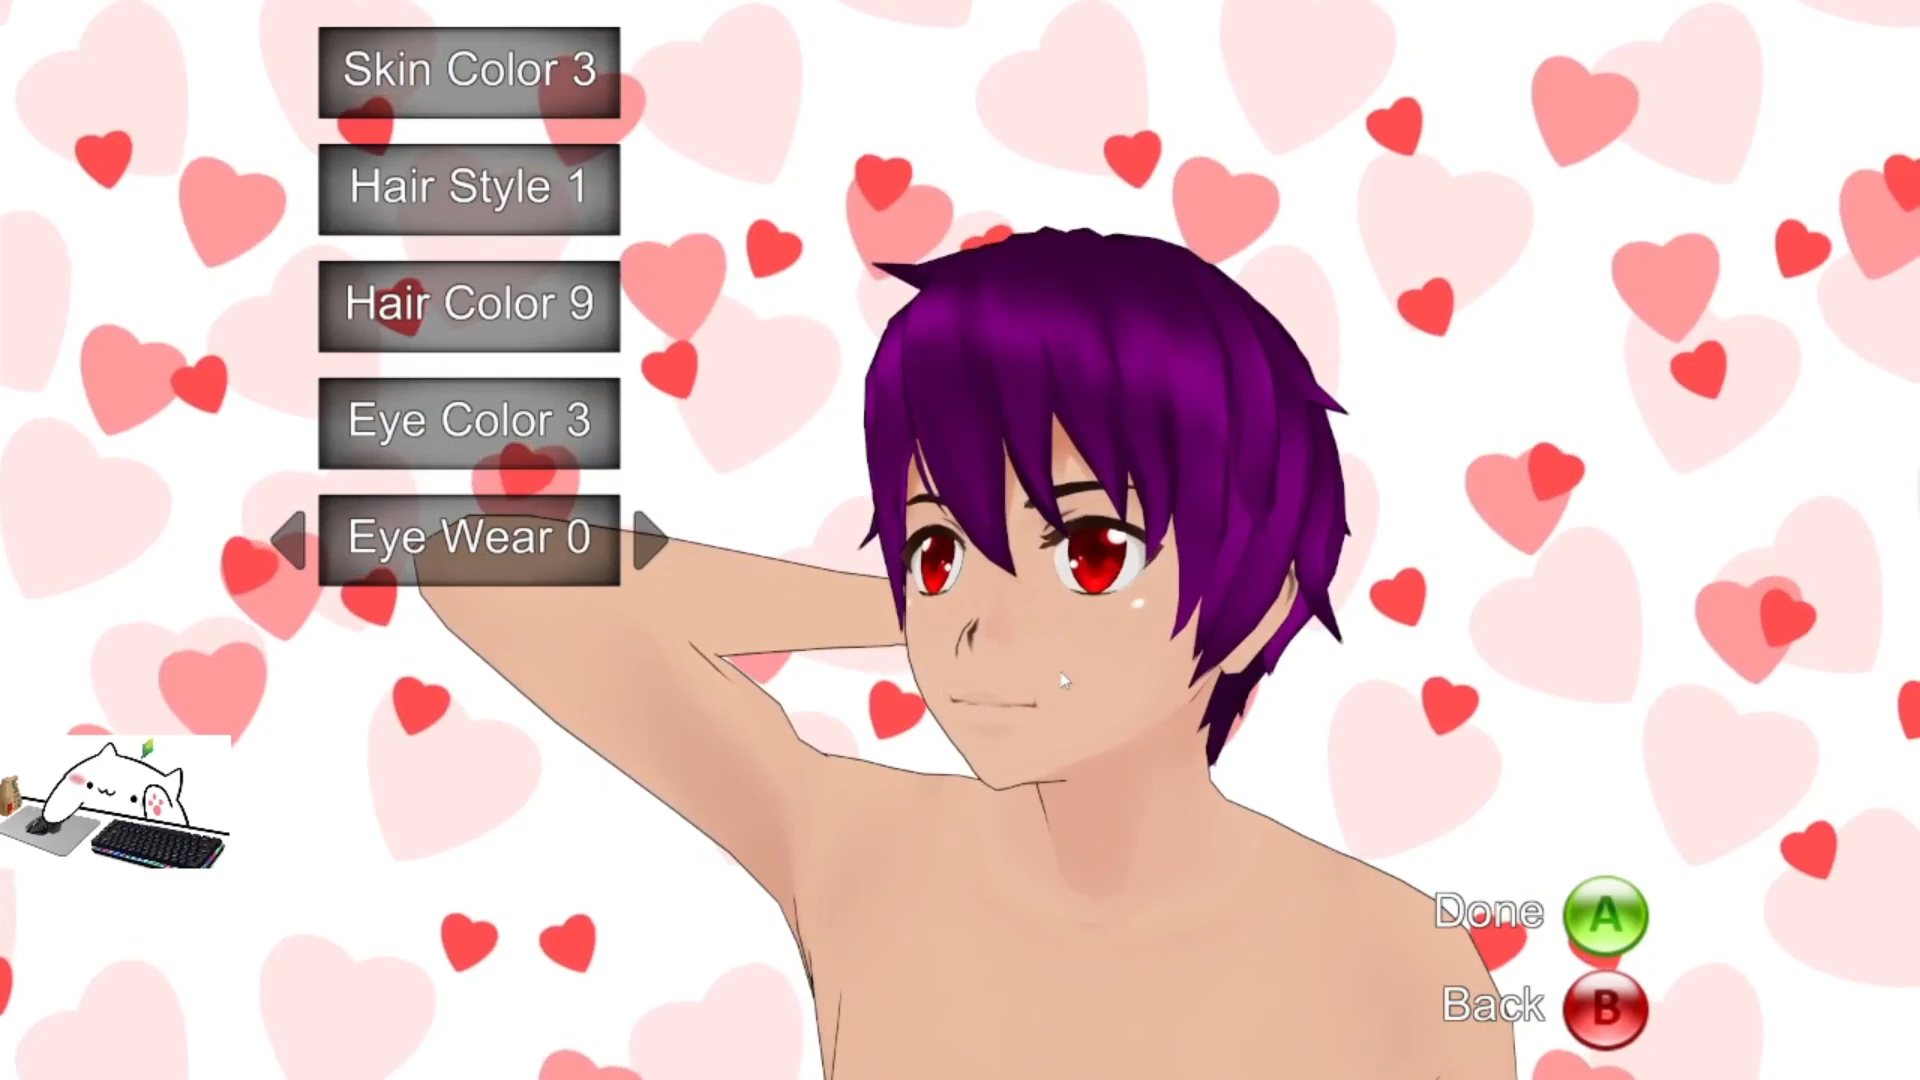 Skin Color 3
Hair Style 1
Hair Color 9
Eye Color 3
Eye Wear 0
Done A
Back B